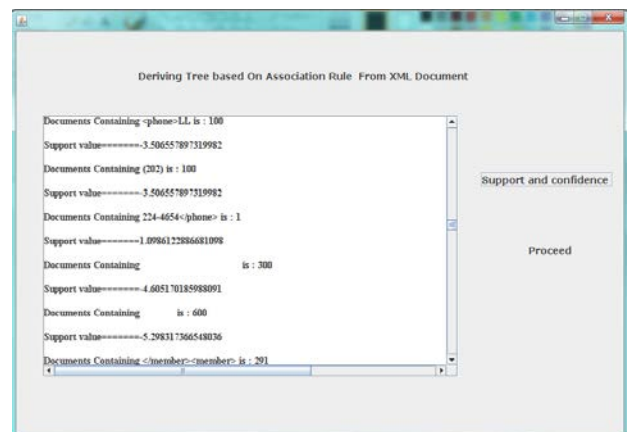 Deriving Tree based On Association Rule From XML Document
Documents Containing <phone>LL is : 100
Support value=======-3.506557897319982
Documents Containing (202) is : 100
Support value=======-3.506557897319982
Documents Containing 224-4654</phone> is : 1
Support value=======1.0986122886681098
Documents Containing is : 300
Support value=======-4.605170185988091
Documents Containing is : 600
Support value=======-5.298317366548036
Documents Containing </member><member> is : 291
Support and confidence
Proceed